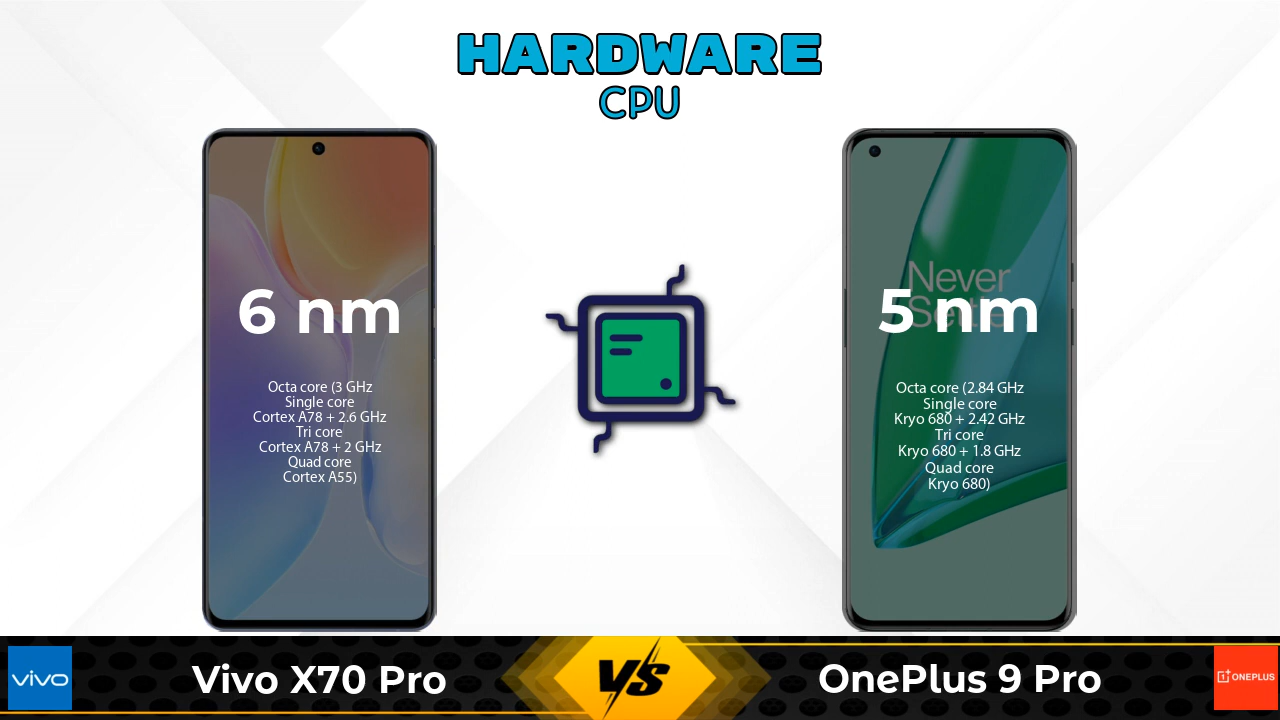 HARDWARE
CPU
6 nm
Octa core (3 GHz
Single core
Cortex A78 + 2.6 GHz
Tri core
Cortex A78 + 2 GHz
Quad core
Cortex A55)
Never
Settle
5 nm
Octa core (2.84 GHz
Single core
Kryo 680 + 2.42 GHz
Tri core
Kryo 680 + 1.8 GHz
Quad core
Kryo 680)
vivo
Vivo X70 Pro
VS
OnePlus 9 Pro
1+ ONEPLUS